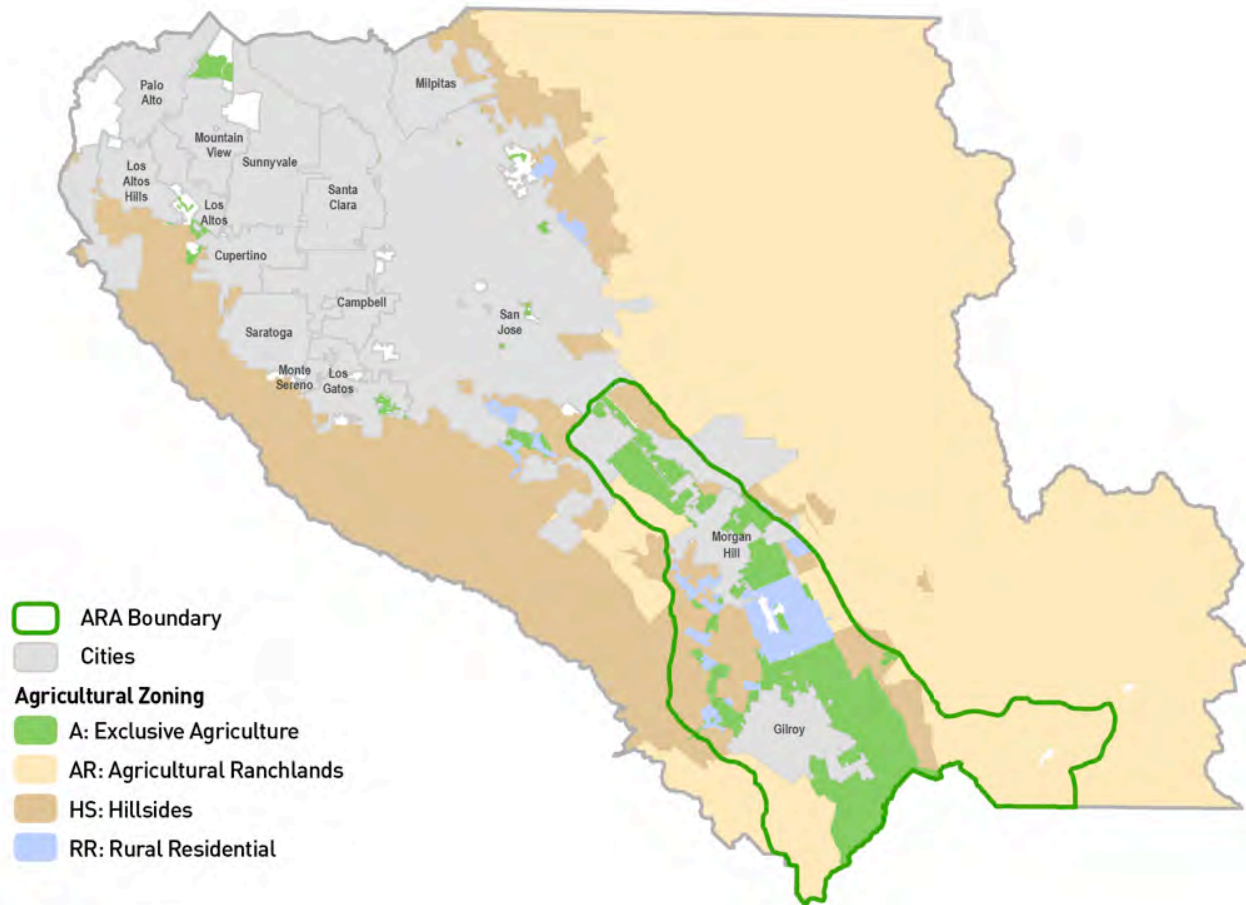 Palo
Alto
Milpitas
Mountain
View
Sunnyvale
Los
Altos
Hills
Santa
Clara
Los
Altos
Cupertino
Campbell
San
Jose
Saratoga
Monte
Sereno
Los
Gatos
Morgan
Hill
Gilroy
ARA Boundary
Cities
Agricultural Zoning
A: Exclusive Agriculture
AR: Agricultural Ranchlands
HS: Hillsides
RR: Rural Residential